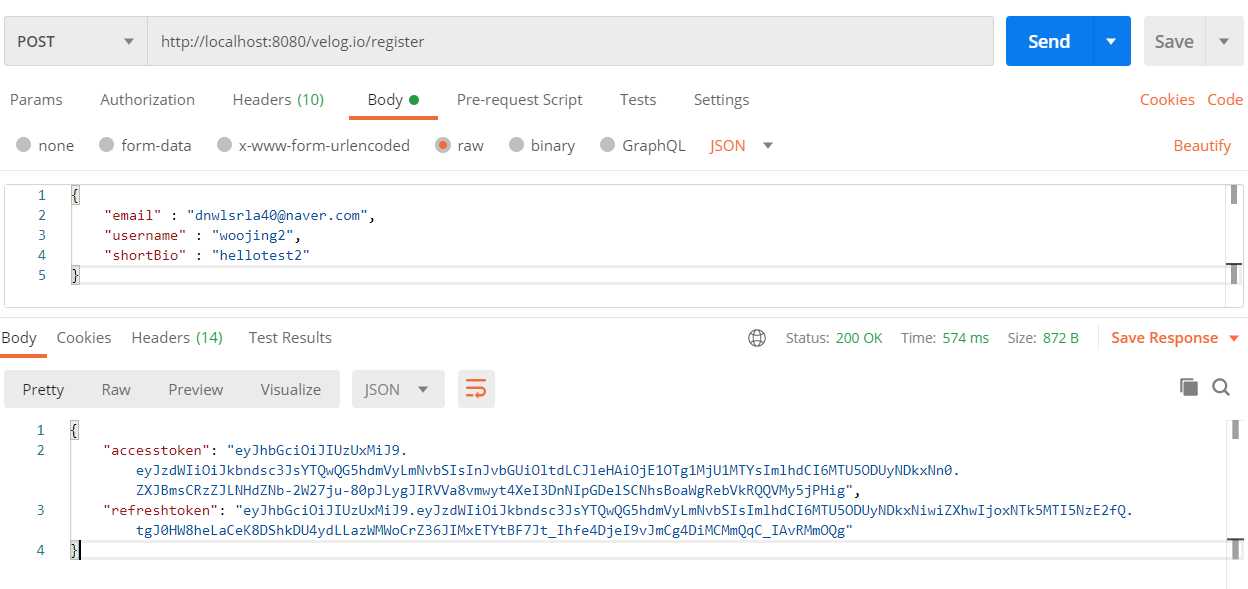 POST http://localhost:8080/velog.io/register Send Save
Params Authorization Headers (10) Body Pre-request Script Tests Settings Cookies Code
none form-data x-www-form-urlencoded raw binary GraphQL JSON Beautify
1 {
2 "email" : "dnwlsrla40@naver.com",
3 "username" : "woojing2",
4 "shortBio" : "hellotest2"
5 }
Body Cookies Headers (14) Test Results Status: 200 OK Time: 574 ms Size: 872 B Save Response
Pretty Raw Preview Visualize JSON
1 {
2 "accesstoken": "eyJhbGciOiJIUzUxMiJ9.
eyJzdWIiOiJkbndsc3JsYTQwQG5hdmVyLmNvbSIsInJvbGUiOltdLCJleHAiOjE1OTg1MjU1MTYsImlhdCI6MTU5ODUyNDkxNn0.
ZXJBmsCRzZJLNHdZNb-2W27ju-80pJLygJIRVVa8vmwyt4XeI3DnNIpGDelSCNhsBoaWgRebVkRQQVMy5jPHig",
3 "refreshtoken": "eyJhbGciOiJIUzUxMiJ9.eyJzdWIiOiJkbndsc3JsYTQwQG5hdmVyLmNvbSIsImlhdCI6MTU5ODUyNDkxNiwiZXhwIjoxNTk5MTI5NzE2fQ.
tgJ0HW8heLaCeK8DShkDU4ydLLazWMWoCrZ36JIMxETYtBF7Jt_Ihfe4DjeI9vJmCg4DiMCMmQqC_IAvRMmOQg"
4 }